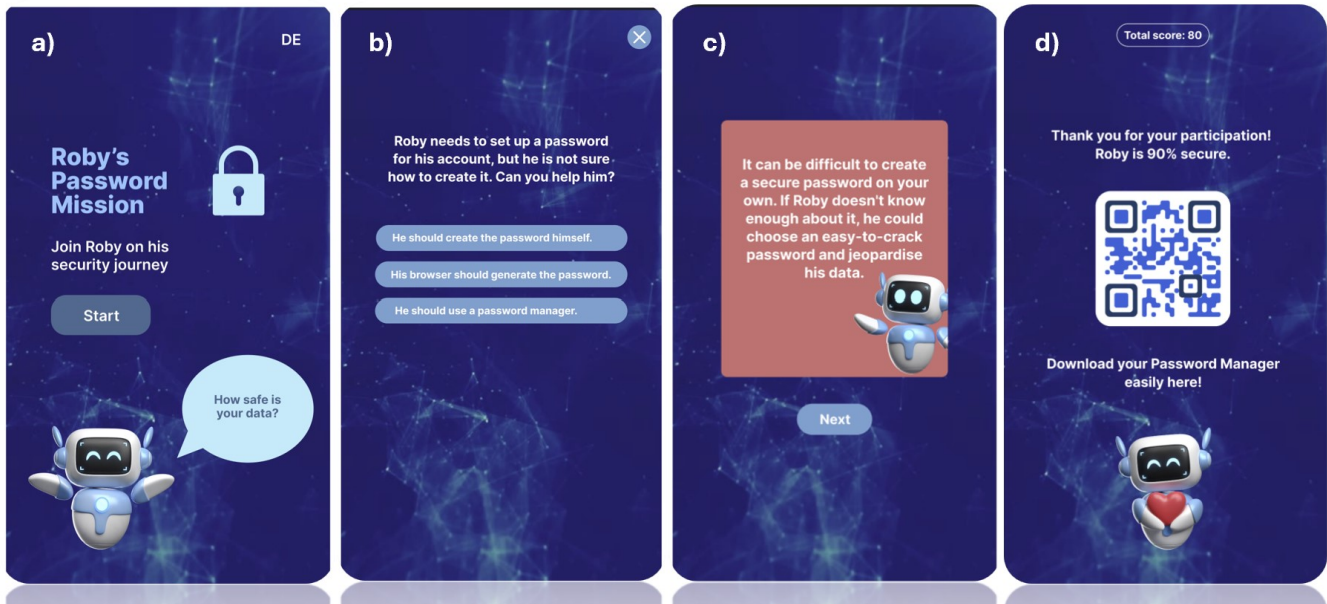 a)
DE
Roby's
Password
Mission
Join Roby on his
security journey
Start
How safe is
your data?
b)
Roby needs to set up a password
for his account, but he is not sure
how to create it. Can you help him?
He should create the password himself.
His browser should generate the password.
He should use a password manager.
c)
It can be difficult to create
a secure password on your
own. If Roby doesn't know
enough about it, he could
choose an easy-to-crack
password and jeopardise
his data.
Next
d)
Total score: 80
Thank you for your participation!
Roby is 90% secure.
Download your Password Manager
easily here!